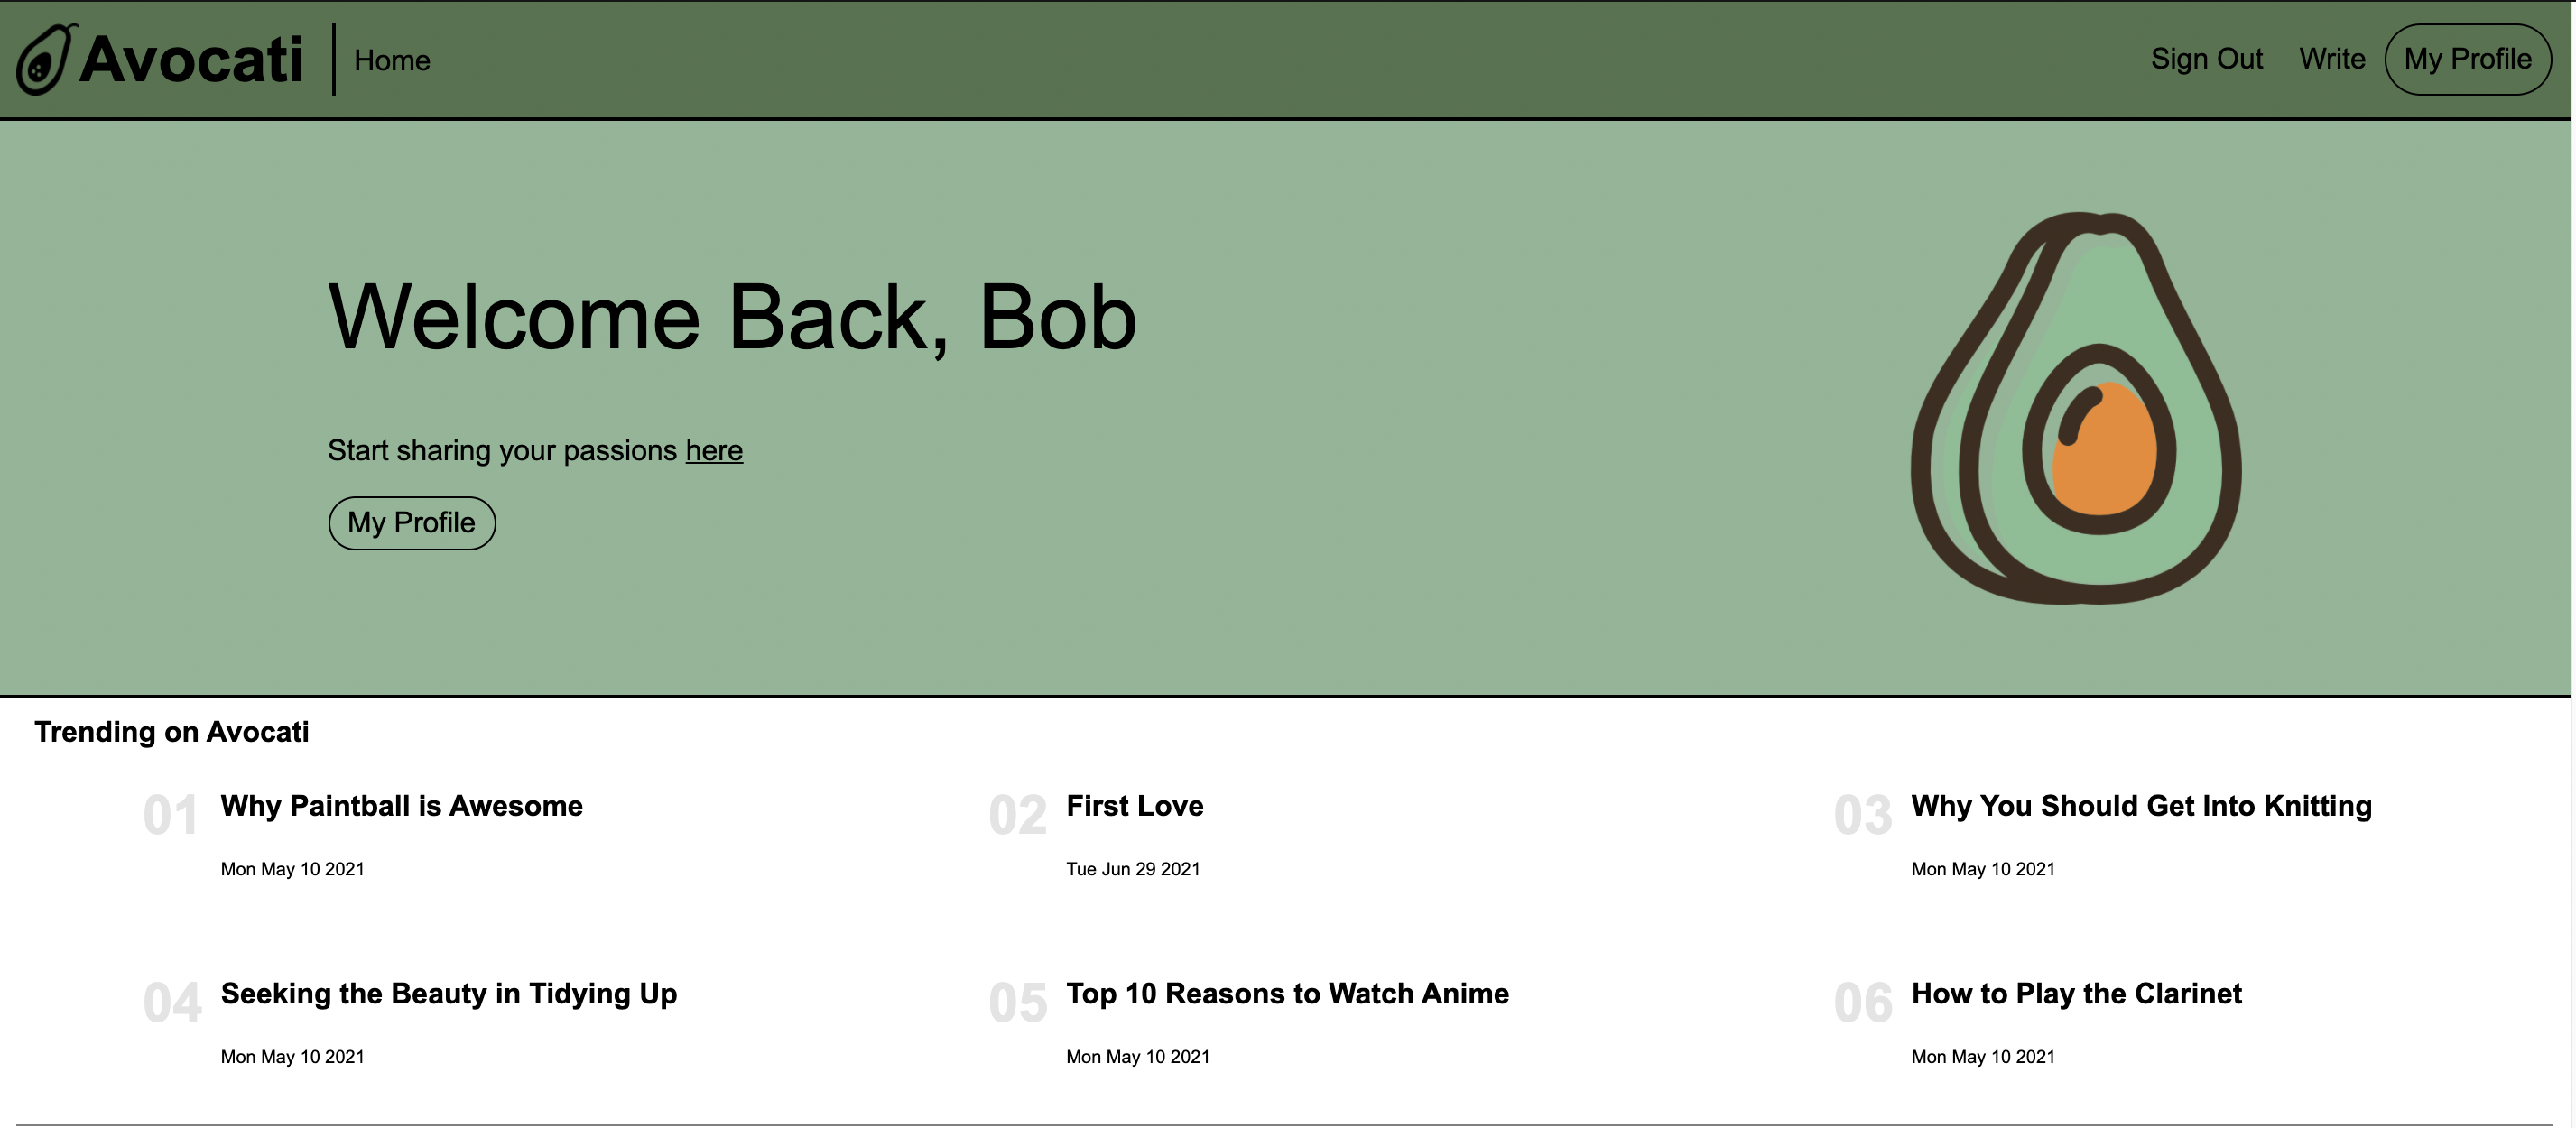 Avocati
Home
Sign Out
Write
My Profile
Welcome Back, Bob
Start sharing your passions here
My Profile
Trending on Avocati
01
Why Paintball is Awesome
Mon May 10 2021
02
First Love
Tue Jun 29 2021
03
Why You Should Get Into Knitting
Mon May 10 2021
04
Seeking the Beauty in Tidying Up
Mon May 10 2021
05
Top 10 Reasons to Watch Anime
Mon May 10 2021
06
How to Play the Clarinet
Mon May 10 2021